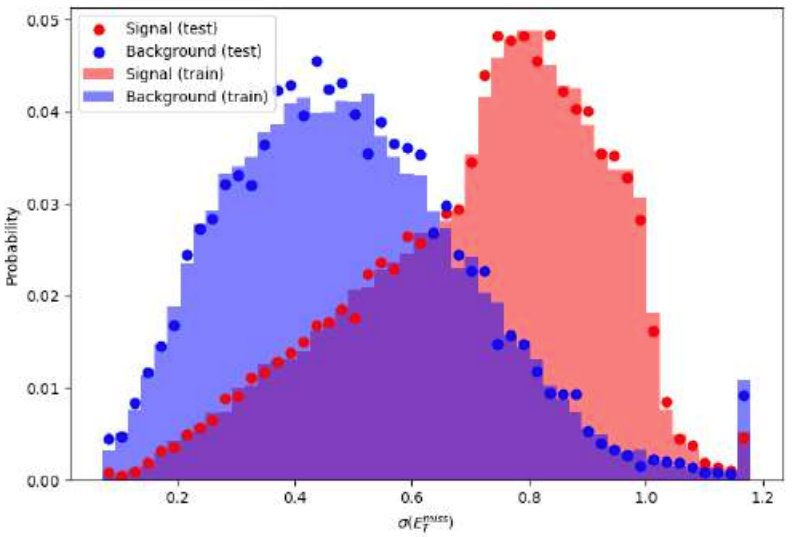 Signal (test)
Background (test)
Signal (train)
Background (train)
Probability
0.05
0.04
0.03
0.02
0.01
0.00
0.2 0.4 0.6 0.8 1.0 1.2
σ(E_T^miss)